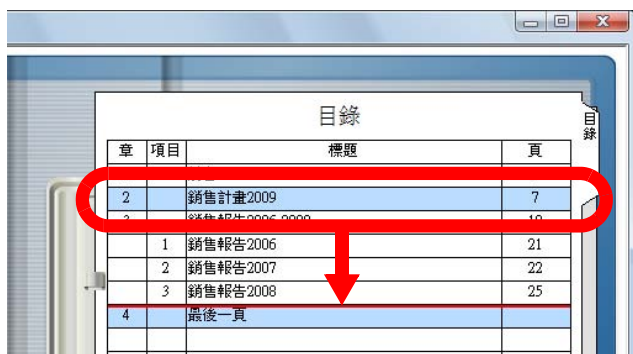 目錄
目錄
章 項目 標題 頁
2 銷售計畫2009 7
1 銷售報告2006 21
2 銷售報告2007 22
3 銷售報告2008 25
4 最後一頁